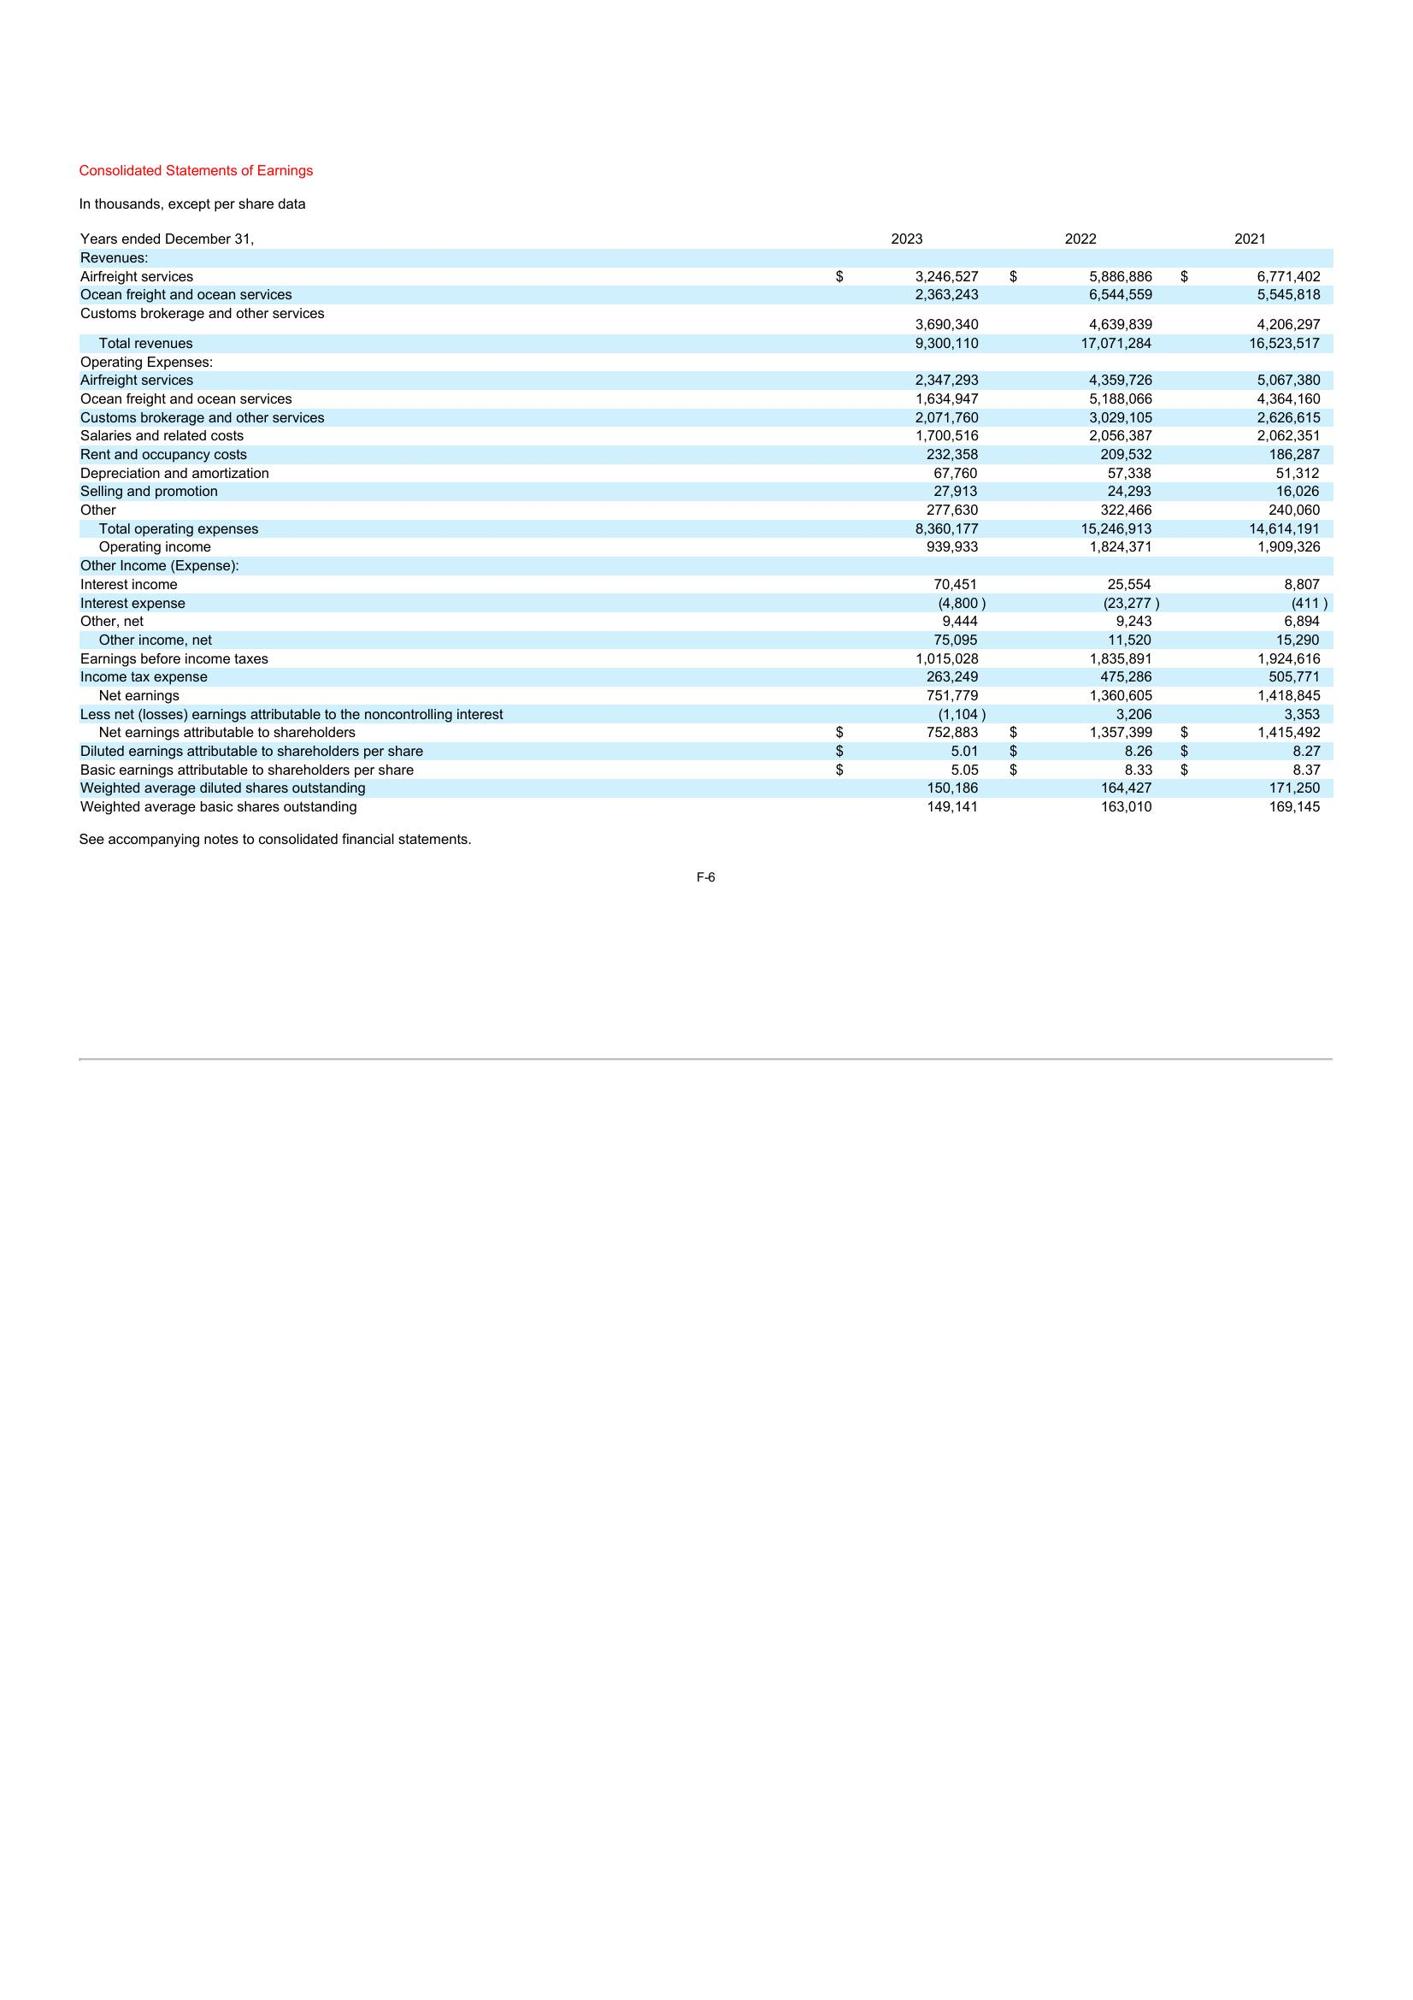 Consolidated Statements of Earnings
In thousands, except per share data
Years ended December 31, 2023 2022 2021
Revenues:
Airfreight services $ 3,246,527 $ 5,886,886 $ 6,771,402
Ocean freight and ocean services 2,363,243 6,544,559 5,545,818
Customs brokerage and other services 3,690,340 4,639,839 4,206,297
Total revenues 9,300,110 17,071,284 16,523,517
Operating Expenses:
Airfreight services 2,347,293 4,359,726 5,067,380
Ocean freight and ocean services 1,634,947 5,188,066 4,364,160
Customs brokerage and other services 2,071,760 3,029,105 2,626,615
Salaries and related costs 1,700,516 2,056,387 2,062,351
Rent and occupancy costs 232,358 209,532 186,287
Depreciation and amortization 67,760 57,338 51,312
Selling and promotion 27,913 24,293 16,026
Other 277,630 322,466 240,060
Total operating expenses 8,360,177 15,246,913 14,614,191
Operating income 939,933 1,824,371 1,909,326
Other Income (Expense):
Interest income 70,451 25,554 8,807
Interest expense (4,800 ) (23,277 ) (411 )
Other, net 9,444 9,243 6,894
Other income, net 75,095 11,520 15,290
Earnings before income taxes 1,015,028 1,835,891 1,924,616
Income tax expense 263,249 475,286 505,771
Net earnings 751,779 1,360,605 1,418,845
Less net (losses) earnings attributable to the noncontrolling interest (1,104 ) 3,206 3,353
Net earnings attributable to shareholders $ 752,883 $ 1,357,399 $ 1,415,492
Diluted earnings attributable to shareholders per share $ 5.01 $ 8.26 $ 8.27
Basic earnings attributable to shareholders per share $ 5.05 $ 8.33 $ 8.37
Weighted average diluted shares outstanding 150,186 164,427 171,250
Weighted average basic shares outstanding 149,141 163,010 169,145
See accompanying notes to consolidated financial statements.
F-6